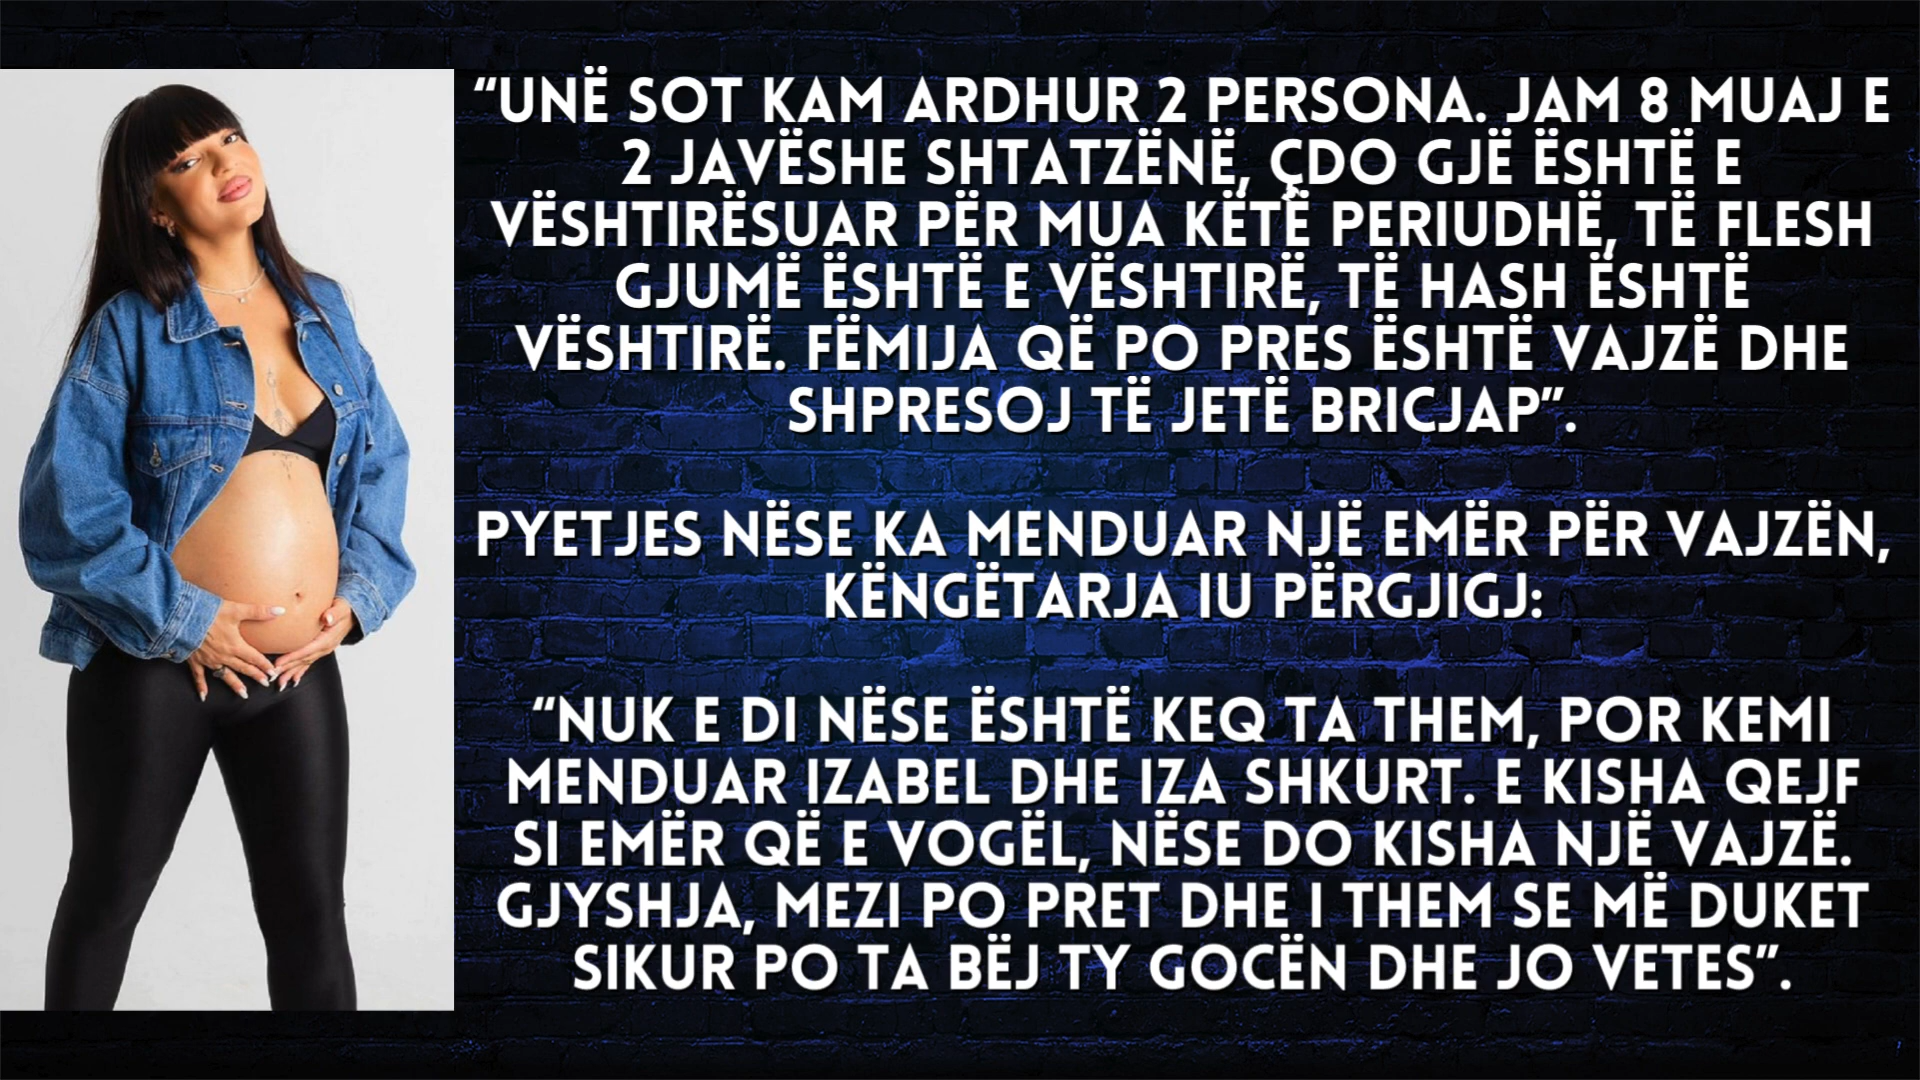 “UNË SOT KAM ARDHUR 2 PERSONA. JAM 8 MUAJ E
2 JAVËSHE SHTATZËNË, ÇDO GJË ËSHTË E
VËSHTIRËSUAR PËR MUA KËTË PERIUDHË, TË FLESH
GJUMË ËSHTË E VËSHTIRË, TË HASH ËSHTË
VËSHTIRË. FËMIJA QË PO PRES ËSHTË VAJZË DHE
SHPRESOJ TË JETË BRICJAP”.
PYETJES NËSE KA MENDUAR NJË EMËR PËR VAJZËN,
KËNGËTARJA IU PËRGJIGJ:
“NUK E DI NËSE ËSHTË KEQ TA THEM, POR KEMI
MENDUAR IZABEL DHE IZA SHKURT. E KISHA QEJF
SI EMËR QË E VOGËL, NËSE DO KISHA NJË VAJZË.
GJYSHJA, MEZI PO PRET DHE I THEM SE MË DUKET
SIKUR PO TA BËJ TY GOCËN DHE JO VETES”.